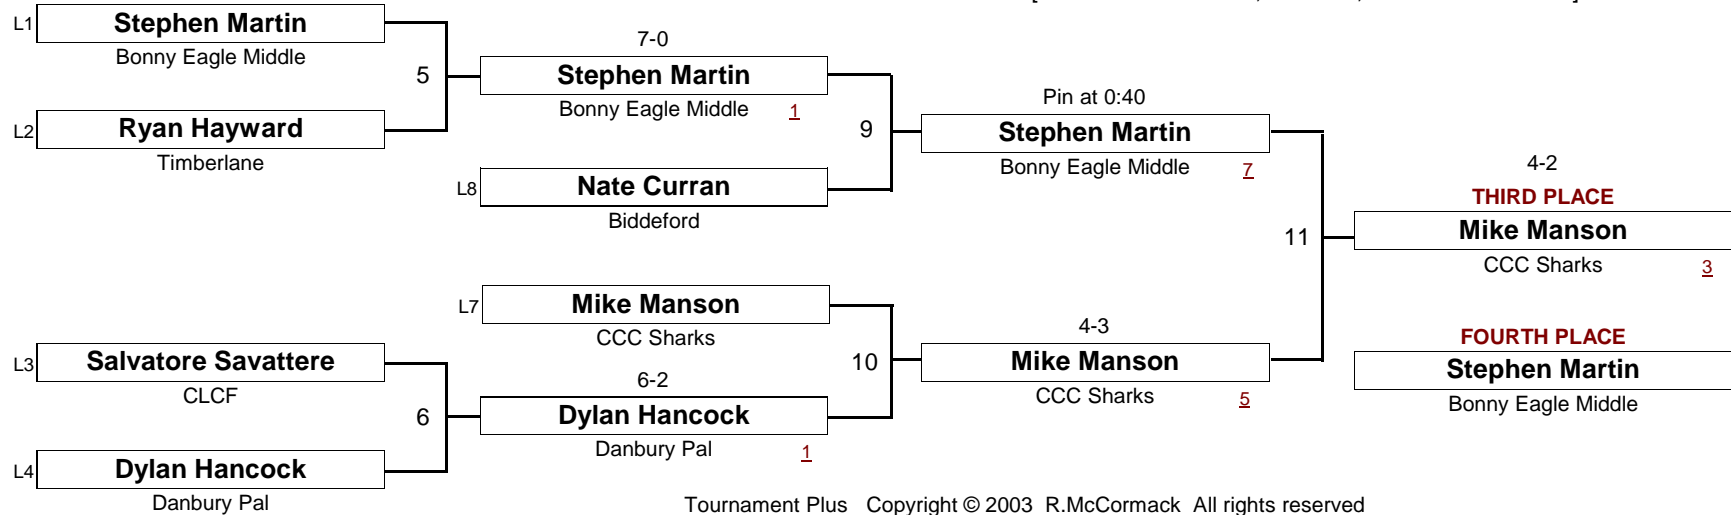 L1 Stephen Martin
Bonny Eagle Middle
5
L2 Ryan Hayward
Timberlane
7-0
Stephen Martin
Bonny Eagle Middle 1
9
L8 Nate Curran
Biddeford
Pin at 0:40
Stephen Martin
Bonny Eagle Middle 7
11
4-2
THIRD PLACE
Mike Manson
CCC Sharks 3
L7 Mike Manson
CCC Sharks
10
4-3
Mike Manson
CCC Sharks 5
FOURTH PLACE
Stephen Martin
Bonny Eagle Middle
L3 Salvatore Savattere
CLCF
6
6-2
Dylan Hancock
Danbury Pal 1
L4 Dylan Hancock
Danbury Pal
Tournament Plus Copyright © 2003 R.McCormack All rights reserved